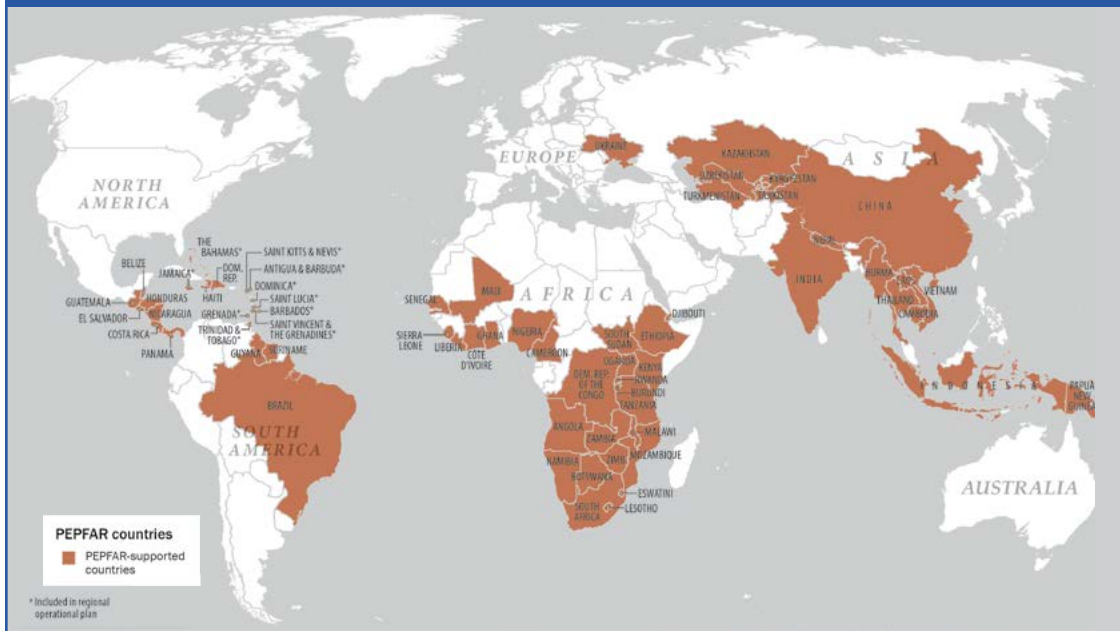 NORTH
AMERICA
EUROPE
ASIA
AFRICA
SOUTH
AMERICA
AUSTRALIA
THE
BAHAMAS*
BELIZE
JAMAICA*
DOM.
REP.
SAINT KITTS & NEVIS*
ANTIGUA & BARBUDA*
DOMINICA*
SAINT LUCIA*
BARBADOS*
SAINT VINCENT &
THE GRENADINES*
GUATEMALA
HONDURAS
HAITI
EL SALVADOR
NICARAGUA
GRENADA*
COSTA RICA
TRINIDAD &
TOBAGO*
PANAMA
GUYANA
SURINAME
BRAZIL
UKRAINE
KAZAKHSTAN
UZBEKISTAN
KYRGYZSTAN
TURKMENISTAN
TAJIKISTAN
CHINA
NEPAL
INDIA
BURMA
LAOS
VIETNAM
THAILAND
CAMBODIA
INDONESIA
PAPUA
NEW
GUINEA
SENEGAL
MALI
SIERRA
LEONE
LIBERIA
GHANA
COTE
D'IVOIRE
NIGERIA
CAMEROON
SOUTH
SUDAN
ETHIOPIA
DJIBOUTI
UGANDA
KENYA
DEM. REP.
OF THE
CONGO
RWANDA
BURUNDI
TANZANIA
ANGOLA
MALAWI
ZAMBIA
MOZAMBIQUE
NAMIBIA
ZIMB.
BOTSWANA
ESWATINI
SOUTH
AFRICA
LESOTHO
PEPFAR countries
PEPFAR-supported
countries
* Included in regional
operational plan